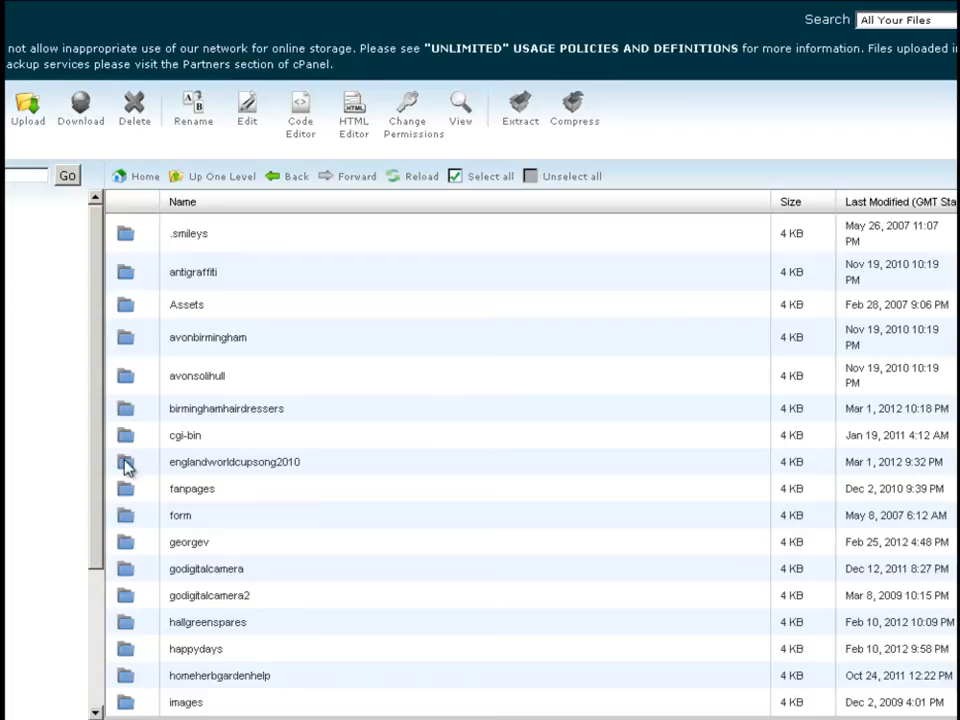 Search All Your Files
not allow inappropriate use of our network for online storage. Please see "UNLIMITED" USAGE POLICIES AND DEFINITIONS for more information. Files uploaded
ackup services please visit the Partners section of cPanel.
Upload Download Delete Rename Edit Code Editor HTML Editor Change Permissions View Extract Compress
Go Home Up One Level Back Forward Reload Select all Unselect all
Name Size Last Modified (GMT Sta
.smileys 4 KB May 26, 2007 11:07 PM
antigraffiti 4 KB Nov 19, 2010 10:19 PM
Assets 4 KB Feb 28, 2007 9:06 PM
avonbirmingham 4 KB Nov 19, 2010 10:19 PM
avonsolihull 4 KB Nov 19, 2010 10:19 PM
birminghamhairdressers 4 KB Mar 1, 2012 10:18 PM
cgi-bin 4 KB Jan 19, 2011 4:12 AM
englandworldcupsong2010 4 KB Mar 1, 2012 9:32 PM
fanpages 4 KB Dec 2, 2010 9:39 PM
form 4 KB May 8, 2007 6:12 AM
georgev 4 KB Feb 25, 2012 4:48 PM
godigitalcamera 4 KB Dec 12, 2011 8:27 PM
godigitalcamera2 4 KB Mar 8, 2009 10:15 PM
hallgreenspares 4 KB Feb 10, 2012 10:09 PM
happydays 4 KB Feb 10, 2012 9:58 PM
homeherbgardenhelp 4 KB Oct 24, 2011 12:22 PM
images 4 KB Dec 2, 2009 4:01 PM